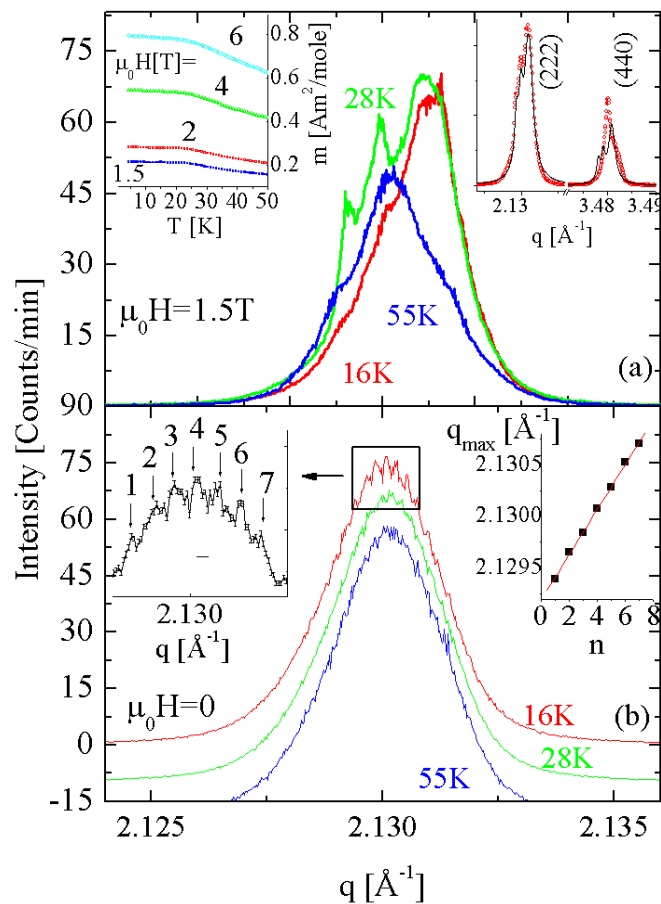 75
60
45
30
15
90
75
60
45
30
15
0
-15
Intensity [Counts/min]
6
μ₀H[T]=
4
2
1.5
0.8
0.6
0.4
0.2
m [Am²/mole]
10 20 30 40 50
T [K]
28K
(222)
(440)
2.13 3.48 3.49
q [Å⁻¹]
μ₀H=1.5T
55K
16K
(a)
1 2 3 4 5 6 7
2.130
q [Å⁻¹]
qmax [Å⁻¹]
2.1305
2.1300
2.1295
0 2 4 6 8
n
μ₀H=0
16K
(b)
28K
55K
2.125 2.130 2.135
q [Å⁻¹]